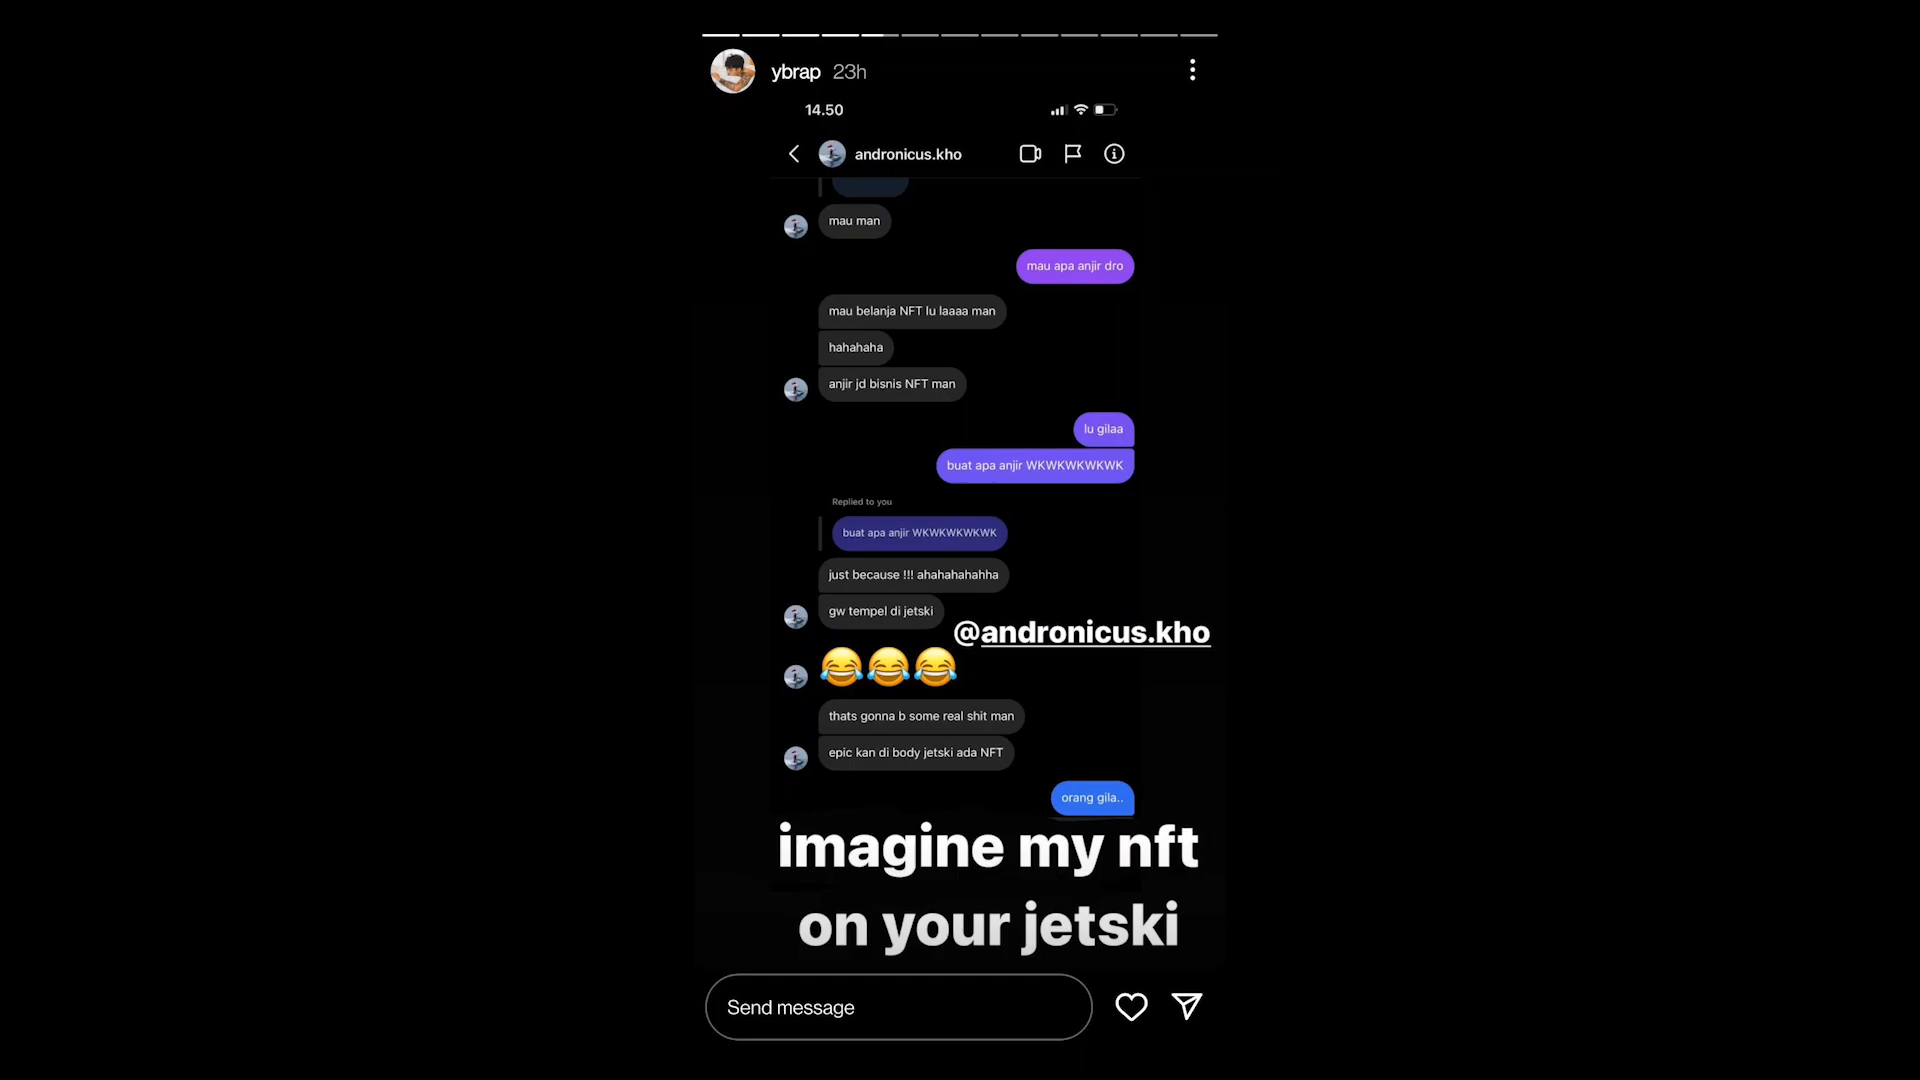 ybrap 23h
14.50
andronicus.kho
mau man
mau apa anjir dro
mau belanja NFT lu laaaa man
hahahaha
anjir jd bisnis NFT man
lu gilaa
buat apa anjir WKWKWKWKWK
Replied to you
buat apa anjir WKWKWKWKWK
just because !!! ahahahahahha
gw tempel di jetski
@andronicus.kho
😂😂😂
thats gonna b some real shit man
epic kan di body jetski ada NFT
orang gila..
imagine my nft
on your jetski
Send message